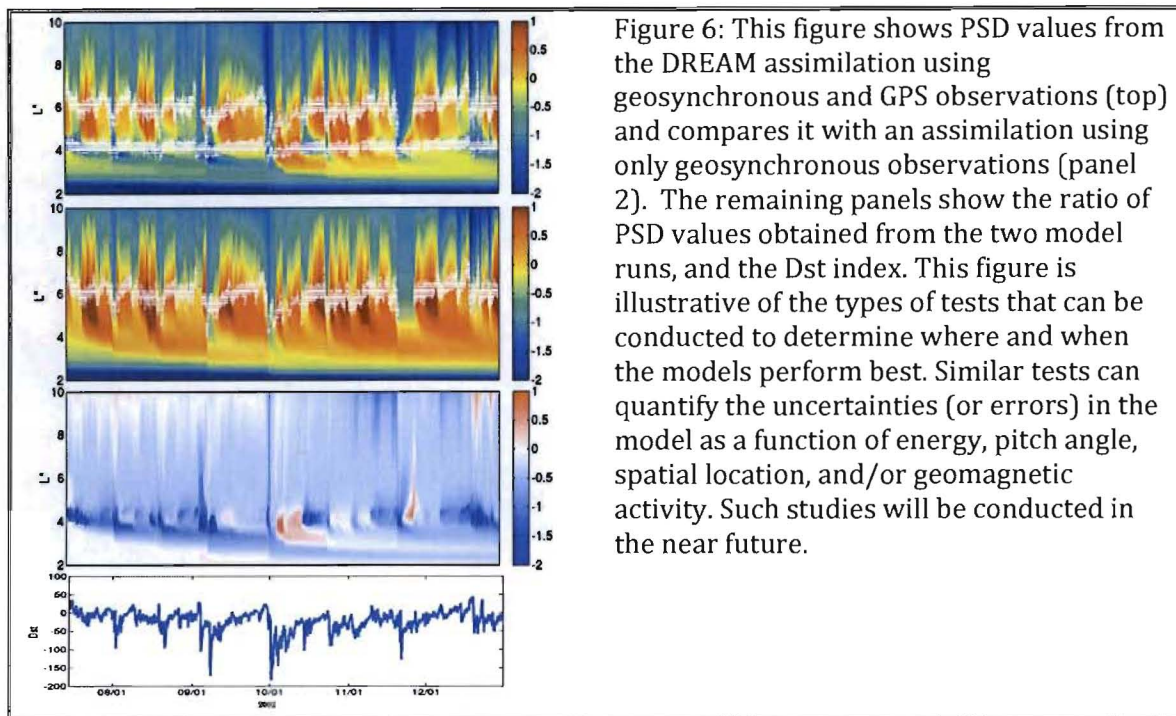 10
8
6
4
2
L*
1
0.5
0
-0.5
-1
-1.5
-2
10
8
6
4
2
L*
1
0.5
0
-0.5
-1
-1.5
-2
10
8
6
4
2
L*
1
0.5
0
-0.5
-1
-1.5
-2
100
50
0
-50
-100
-150
-200
Dst
08/01 09/01 10/01 11/01 12/01
Figure 6: This figure shows PSD values from
the DREAM assimilation using
geosynchronous and GPS observations (top)
and compares it with an assimilation using
only geosynchronous observations (panel
2). The remaining panels show the ratio of
PSD values obtained from the two model
runs, and the Dst index. This figure is
illustrative of the types of tests that can be
conducted to determine where and when
the models perform best. Similar tests can
quantify the uncertainties (or errors) in the
model as a function of energy, pitch angle,
spatial location, and/or geomagnetic
activity. Such studies will be conducted in
the near future.